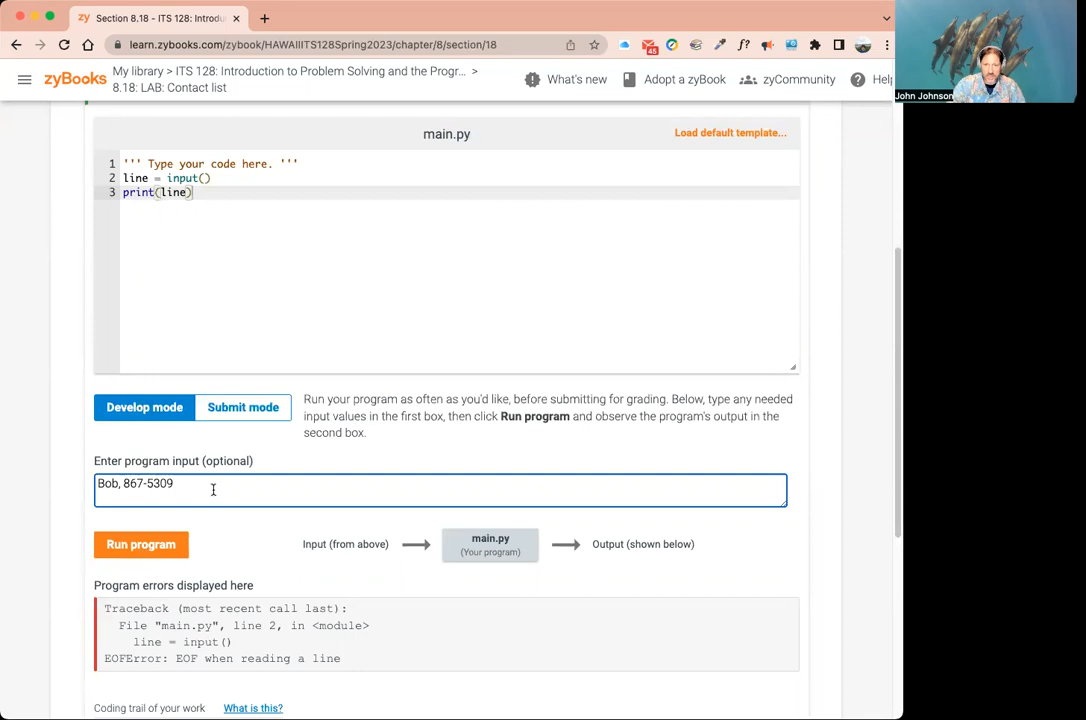 Section 8.18 - ITS 128: Introdu
learn.zybooks.com/zybook/HAWAIIITS128Spring2023/chapter/8/section/18
45
f?
John Johnson
zyBooks
My library > ITS 128: Introduction to Problem Solving and the Progr... >
8.18: LAB: Contact list
What's new
Adopt a zyBook
zyCommunity
Help
main.py
Load default template...
1 ''' Type your code here. '''
2 line = input()
3 print(line)
Develop mode
Submit mode
Run your program as often as you'd like, before submitting for grading. Below, type any needed
input values in the first box, then click Run program and observe the program's output in the
second box.
Enter program input (optional)
Bob, 867-5309
Run program
Input (from above)
main.py
(Your program)
Output (shown below)
Program errors displayed here
Traceback (most recent call last):
File "main.py", line 2, in <module>
line = input()
EOFError: EOF when reading a line
Coding trail of your work
What is this?